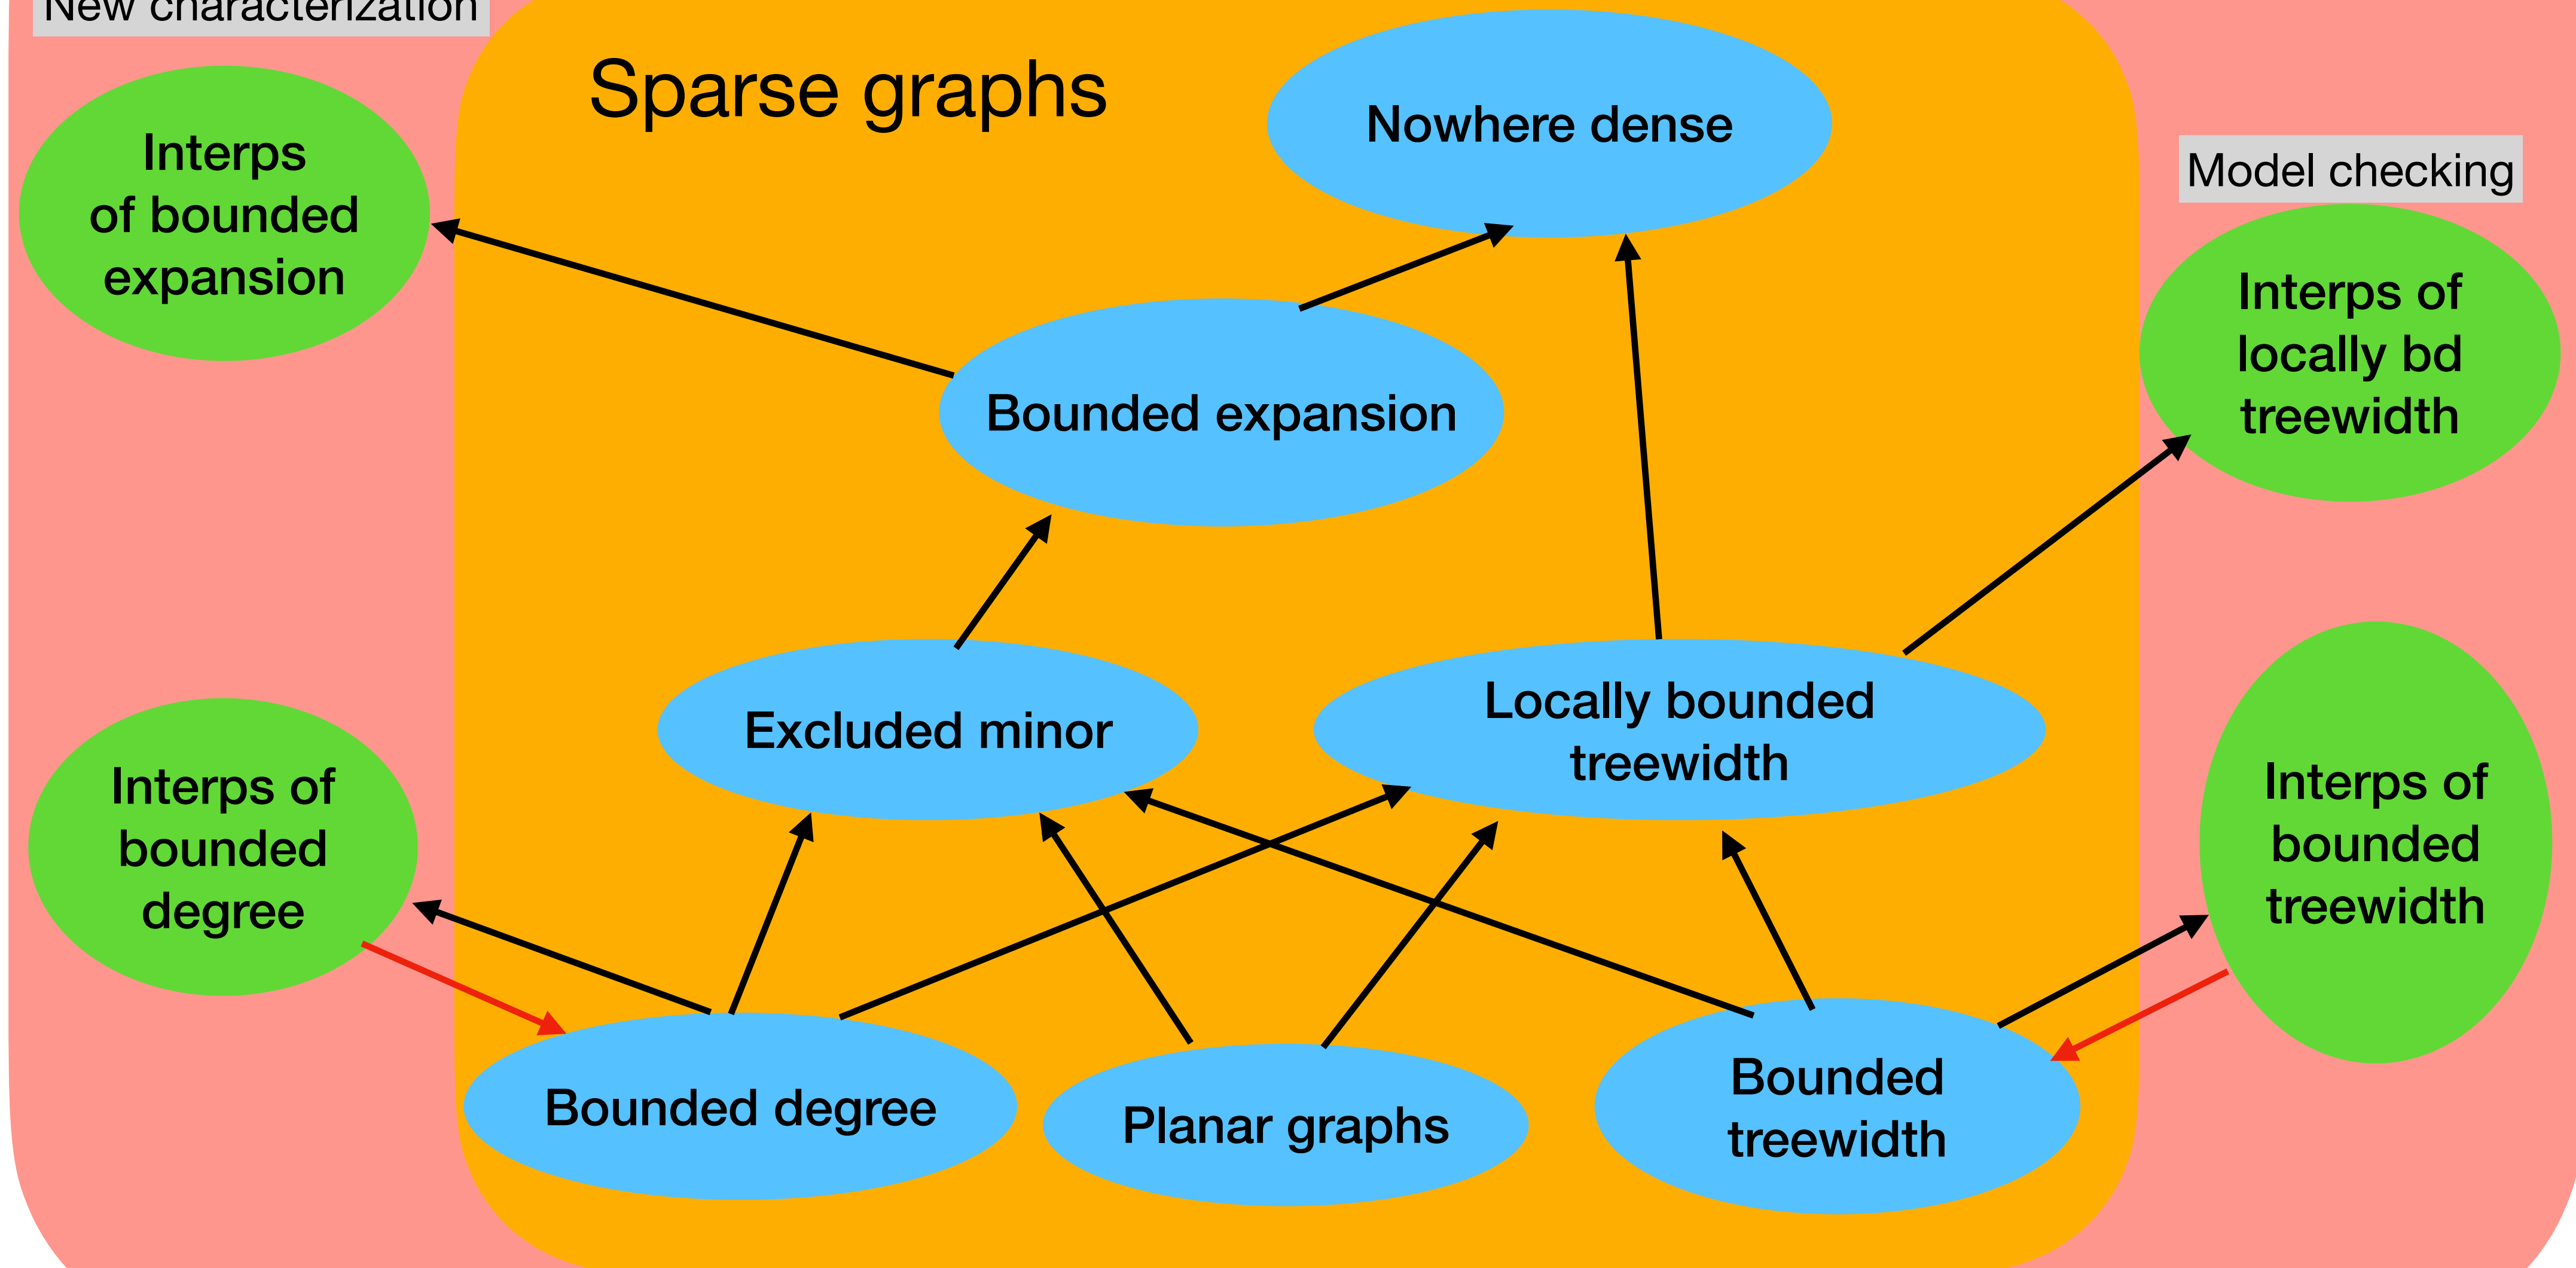 New characterization
Sparse graphs
Nowhere dense
Interps
of bounded
expansion
Model checking
Interps of
locally bd
treewidth
Bounded expansion
Excluded minor
Locally bounded
treewidth
Interps of
bounded
degree
Interps of
bounded
treewidth
Bounded degree
Planar graphs
Bounded
treewidth